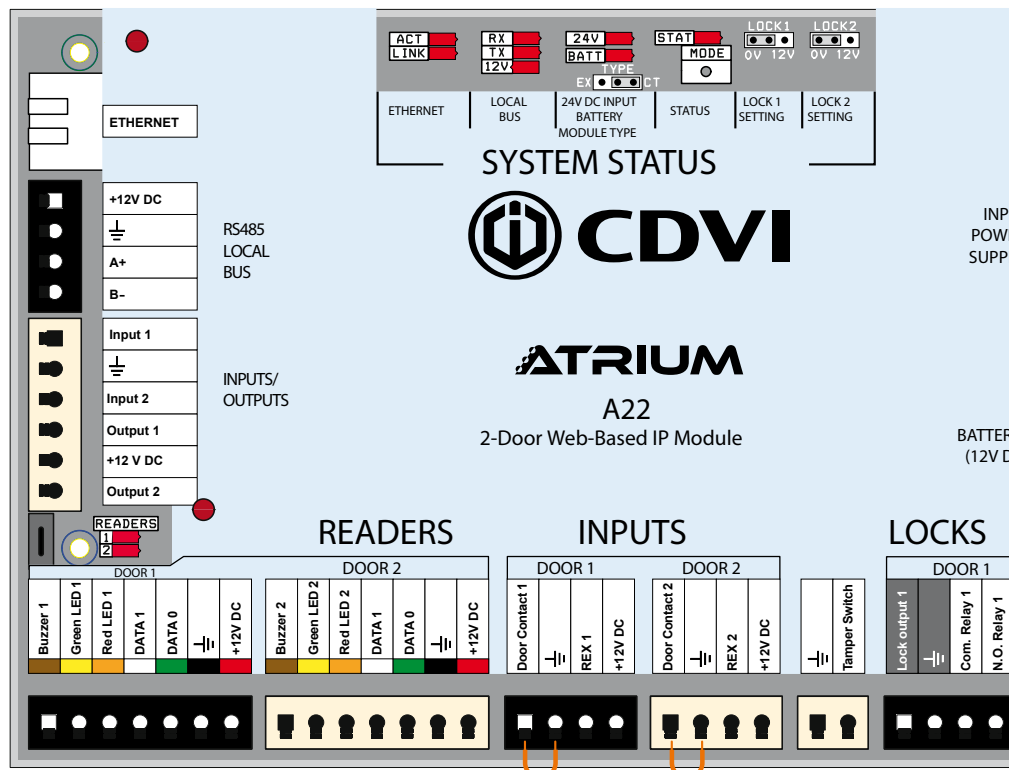 ACT
LINK
RX
TX
12V
24V
BATT
TYPE
EX CT
STAT
MODE
LOCK1
0V 12V
LOCK2
0V 12V
ETHERNET
LOCAL
BUS
24V DC INPUT
BATTERY
MODULE TYPE
STATUS
LOCK 1
SETTING
LOCK 2
SETTING
SYSTEM STATUS
ETHERNET
+12V DC
A+
B-
RS485
LOCAL
BUS
CDVI
INP
POWE
SUPP
Input 1
Input 2
Output 1
+12 V DC
Output 2
INPUTS/
OUTPUTS
ATRIUM
A22
2-Door Web-Based IP Module
BATTER
(12V D
READERS
1
2
READERS
INPUTS
LOCKS
DOOR 1
DOOR 2
DOOR 1
DOOR 2
DOOR 1
Buzzer 1
Green LED 1
Red LED 1
DATA 1
DATA 0
+12V DC
Buzzer 2
Green LED 2
Red LED 2
DATA 1
DATA 0
+12V DC
Door Contact 1
REX 1
+12V DC
Door Contact 2
REX 2
+12V DC
Tamper Switch
Lock output 1
Com. Relay 1
N.O. Relay 1